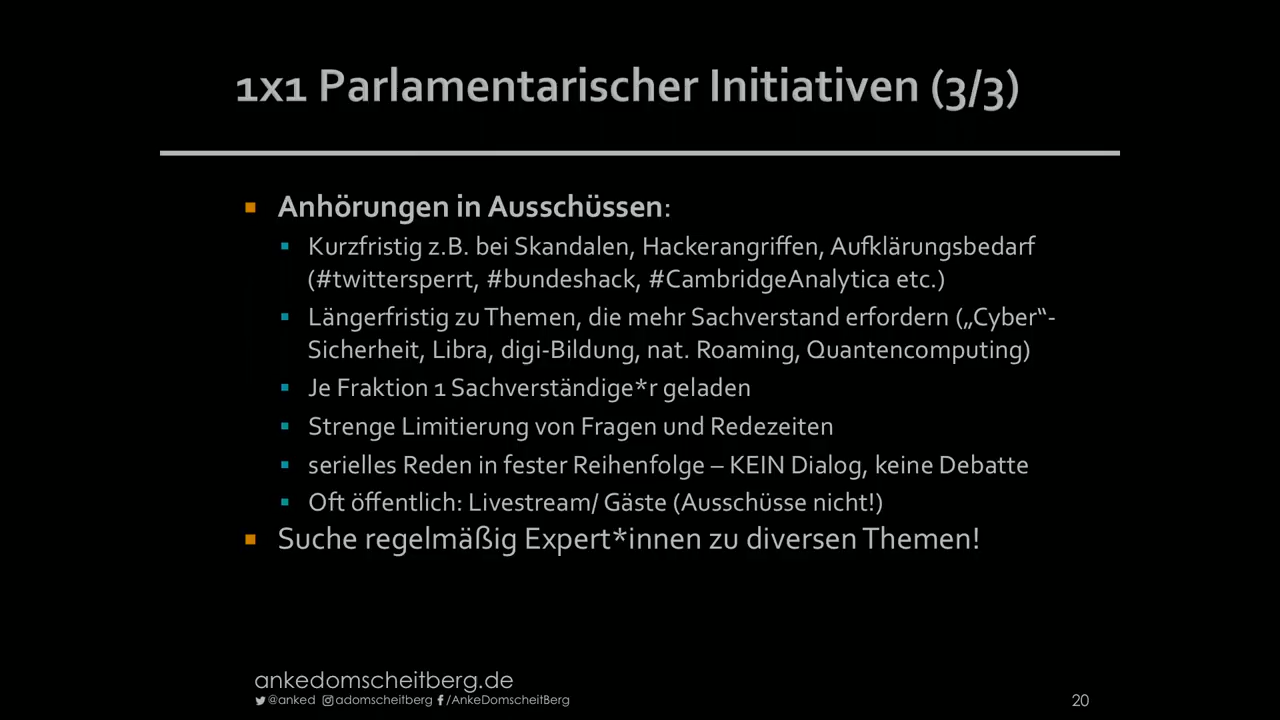 1x1 Parlamentarischer Initiativen (3/3)
Anhörungen in Ausschüssen:
Kurzfristig z.B. bei Skandalen, Hackerangriffen, Aufklärungsbedarf
(#twittersperrt, #bundeshack, #CambridgeAnalytica etc.)
Längerfristig zu Themen, die mehr Sachverstand erfordern („Cyber“-
Sicherheit, Libra, digi-Bildung, nat. Roaming, Quantencomputing)
Je Fraktion 1 Sachverständige*r geladen
Strenge Limitierung von Fragen und Redezeiten
serielles Reden in fester Reihenfolge – KEIN Dialog, keine Debatte
Oft öffentlich: Livestream/ Gäste (Ausschüsse nicht!)
Suche regelmäßig Expert*innen zu diversen Themen!
ankedomscheitberg.de
@anked adomscheitberg /AnkeDomscheitBerg
20